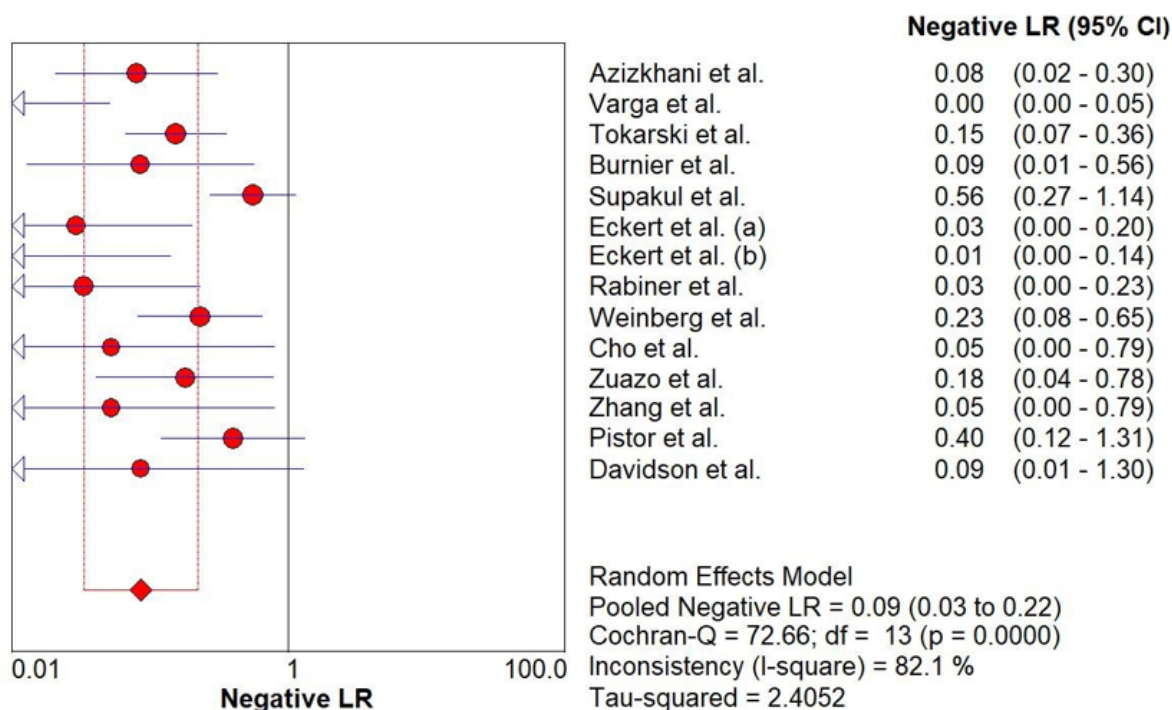 Negative LR (95% CI)
Azizkhani et al. 0.08 (0.02 - 0.30)
Varga et al. 0.00 (0.00 - 0.05)
Tokarski et al. 0.15 (0.07 - 0.36)
Burnier et al. 0.09 (0.01 - 0.56)
Supakul et al. 0.56 (0.27 - 1.14)
Eckert et al. (a) 0.03 (0.00 - 0.20)
Eckert et al. (b) 0.01 (0.00 - 0.14)
Rabiner et al. 0.03 (0.00 - 0.23)
Weinberg et al. 0.23 (0.08 - 0.65)
Cho et al. 0.05 (0.00 - 0.79)
Zuazo et al. 0.18 (0.04 - 0.78)
Zhang et al. 0.05 (0.00 - 0.79)
Pistor et al. 0.40 (0.12 - 1.31)
Davidson et al. 0.09 (0.01 - 1.30)
Random Effects Model
Pooled Negative LR = 0.09 (0.03 to 0.22)
Cochran-Q = 72.66; df = 13 (p = 0.0000)
Inconsistency (I-square) = 82.1 %
Tau-squared = 2.4052
0.01 1 100.0
Negative LR